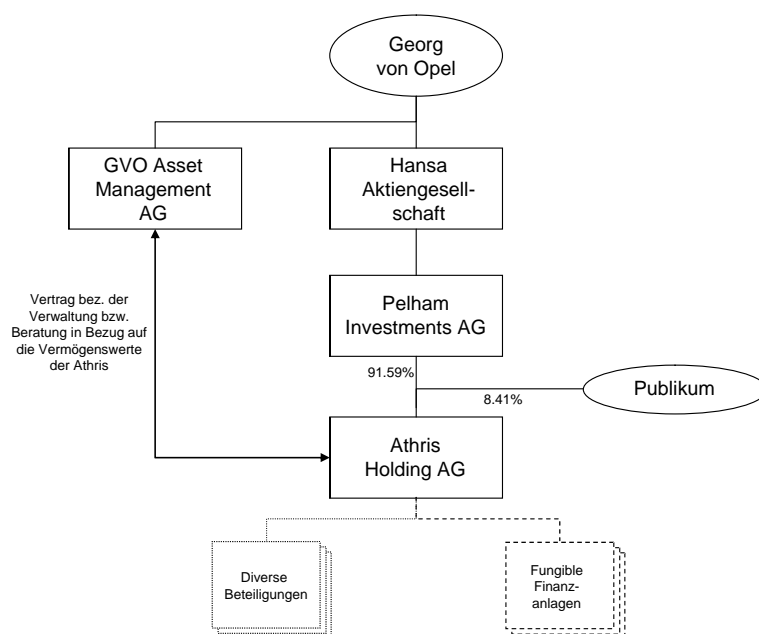 Georg
von Opel
GVO Asset
Management
AG
Hansa
Aktiengesell-
schaft
Vertrag bez. der
Verwaltung bzw.
Beratung in Bezug auf
die Vermögenswerte
der Athris
Pelham
Investments AG
91.59%
8.41%
Publikum
Athris
Holding AG
Diverse
Beteiligungen
Fungible
Finanz-
anlagen